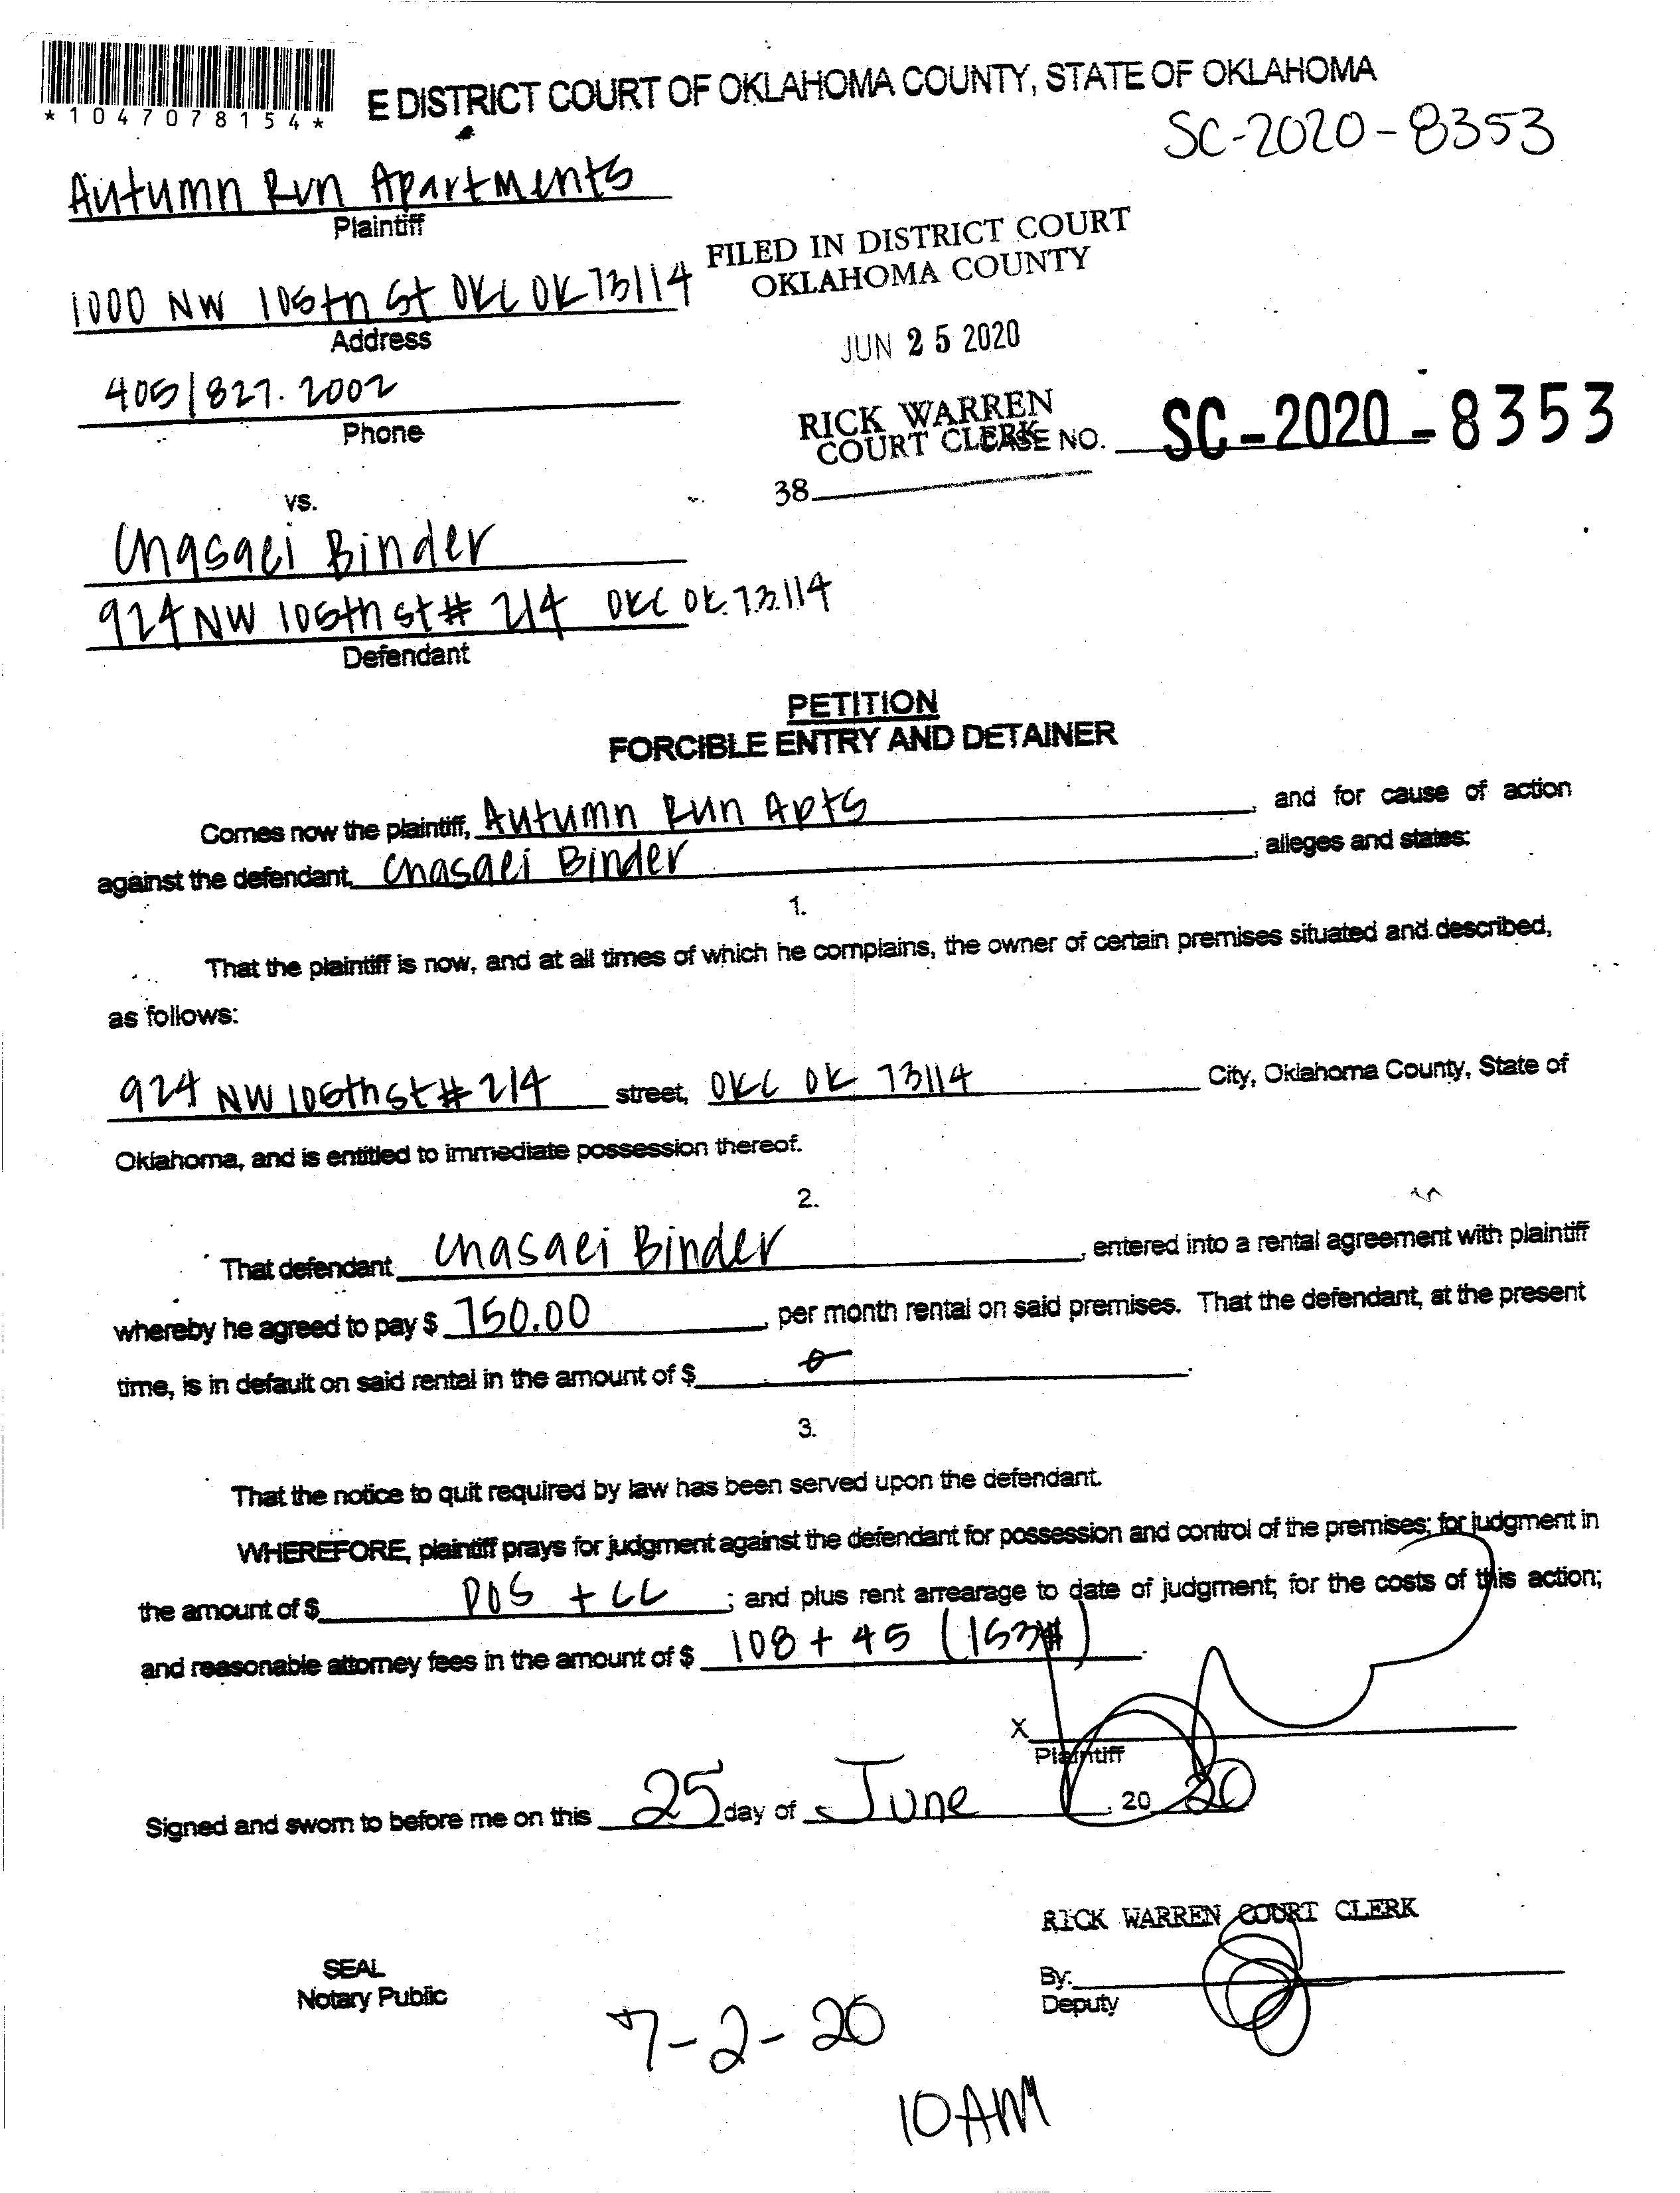 *1047078154*
E DISTRICT COURT OF OKLAHOMA COUNTY, STATE OF OKLAHOMA
SC-2020-8353
Autumn Run Apartments
Plaintiff
FILED IN DISTRICT COURT
OKLAHOMA COUNTY
1000 NW 105th St OKC OK 73114
Address
JUN 25 2020
405|827.2002
Phone
RICK WARREN
COURT CLERK
CASE NO. SC-2020-8353
38
vs.
Chasaei Binder
924 NW 106th st # 214 OKC OK. 73114
Defendant
PETITION
FORCIBLE ENTRY AND DETAINER
Comes now the plaintiff, Autumn Run Apts, and for cause of action
against the defendant, Chasaei Binder, alleges and states:
1.
That the plaintiff is now, and at all times of which he complains, the owner of certain premises situated and described,
as follows:
924 NW 106th st # 214 street, OKC OK 73114 City, Oklahoma County, State of
Oklahoma, and is entitled to immediate possession thereof.
2.
That defendant Chasaei Binder, entered into a rental agreement with plaintiff
whereby he agreed to pay $ 750.00, per month rental on said premises. That the defendant, at the present
time, is in default on said rental in the amount of $ 0.
3.
That the notice to quit required by law has been served upon the defendant.
WHEREFORE, plaintiff prays for judgment against the defendant for possession and control of the premises; for judgment in
the amount of $ POS + CC; and plus rent arrearage to date of judgment; for the costs of this action;
and reasonable attorney fees in the amount of $ 108 + 45 (153#).
X
Plaintiff
Signed and sworn to before me on this 25 day of June, 20 20
RICK WARREN COURT CLERK
SEAL
Notary Public
By:
Deputy
7-2-20
10 AM